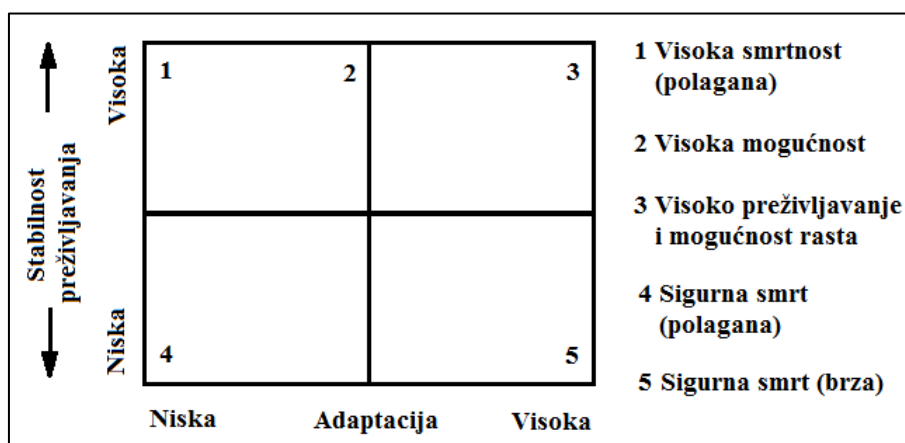 Stabilnost
preživljavanja
Visoka
Niska
1
2
3
4
5
Niska
Adaptacija
Visoka
1 Visoka smrtnost
(polagana)
2 Visoka mogućnost
3 Visoko preživljavanje
i mogućnost rasta
4 Sigurna smrt
(polagana)
5 Sigurna smrt (brza)